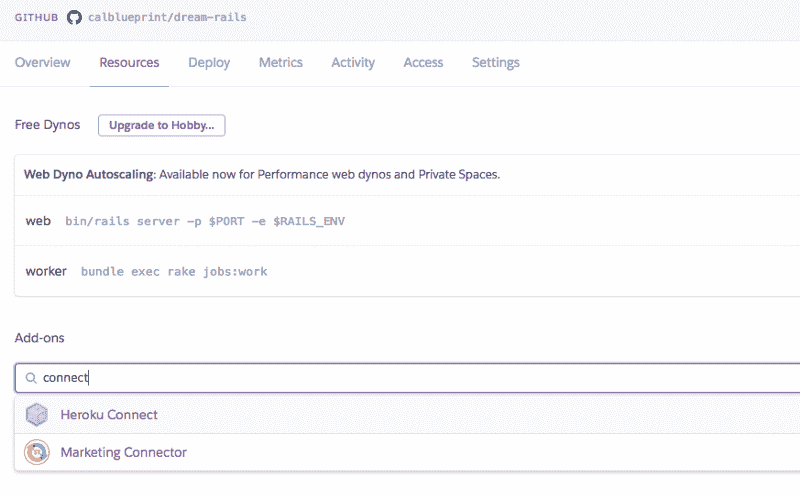 GITHUB calblueprint/dream-rails
Overview Resources Deploy Metrics Activity Access Settings
Free Dynos Upgrade to Hobby...
Web Dyno Autoscaling: Available now for Performance web dynos and Private Spaces.
web bin/rails server -p $PORT -e $RAILS_ENV
worker bundle exec rake jobs:work
Add-ons
connect
Heroku Connect
Marketing Connector